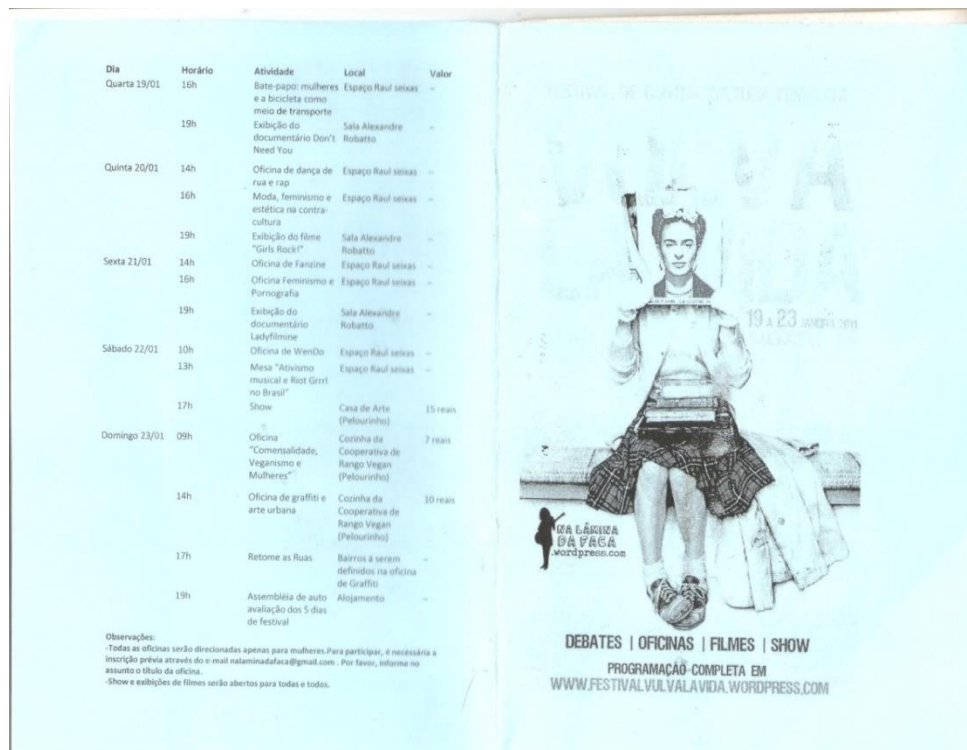 Dia Horário Atividade Local Valor
Quarta 19/01 16h Bate-papo: mulheres Espaço Raul seixas –
e a bicicleta como
meio de transporte
19h Exibição do Sala Alexandre –
documentário Don't Robatto
Need You
Quinta 20/01 14h Oficina de dança de Espaço Raul seixas –
rua e rap
16h Moda, feminismo e Espaço Raul seixas –
estética na contra-
cultura
19h Exibição do filme Sala Alexandre –
"Girls Rock!" Robatto
Sexta 21/01 14h Oficina de Fanzine Espaço Raul seixas –
16h Oficina Feminismo e Espaço Raul seixas –
Pornografia
19h Exibição do Sala Alexandre –
documentário Robatto
Ladyfilmine
Sábado 22/01 10h Oficina de WenDo Espaço Raul seixas –
13h Mesa "Ativismo Espaço Raul seixas –
musical e Riot Grrrl
no Brasil"
17h Show Casa de Arte 15 reais
(Pelourinho)
Domingo 23/01 09h Oficina Cozinha da 7 reais
"Comensalidade, Cooperativa de
Veganismo e Rango Vegan
Mulheres" (Pelourinho)
14h Oficina de graffiti e Cozinha da 10 reais
arte urbana Cooperativa de
Rango Vegan
(Pelourinho)
17h Retome as Ruas Bairros a serem –
definidos na oficina
de Graffiti
19h Assembléia de auto Alojamento –
avaliação dos 5 dias
de festival
Observações:
-Todas as oficinas serão direcionadas apenas para mulheres.Para participar, é necessária a
inscrição prévia através do e-mail nalaminadafaca@gmail.com . Por favor, informe no
assunto o título da oficina.
-Show e exibições de filmes serão abertos para todas e todos.
19 A 23 JANEIRO 2011
NA LÂMINA
DA FACA
.wordpress.com
DEBATES | OFICINAS | FILMES | SHOW
PROGRAMAÇÃO COMPLETA EM
WWW.FESTIVALVULVALAVIDA.WORDPRESS.COM